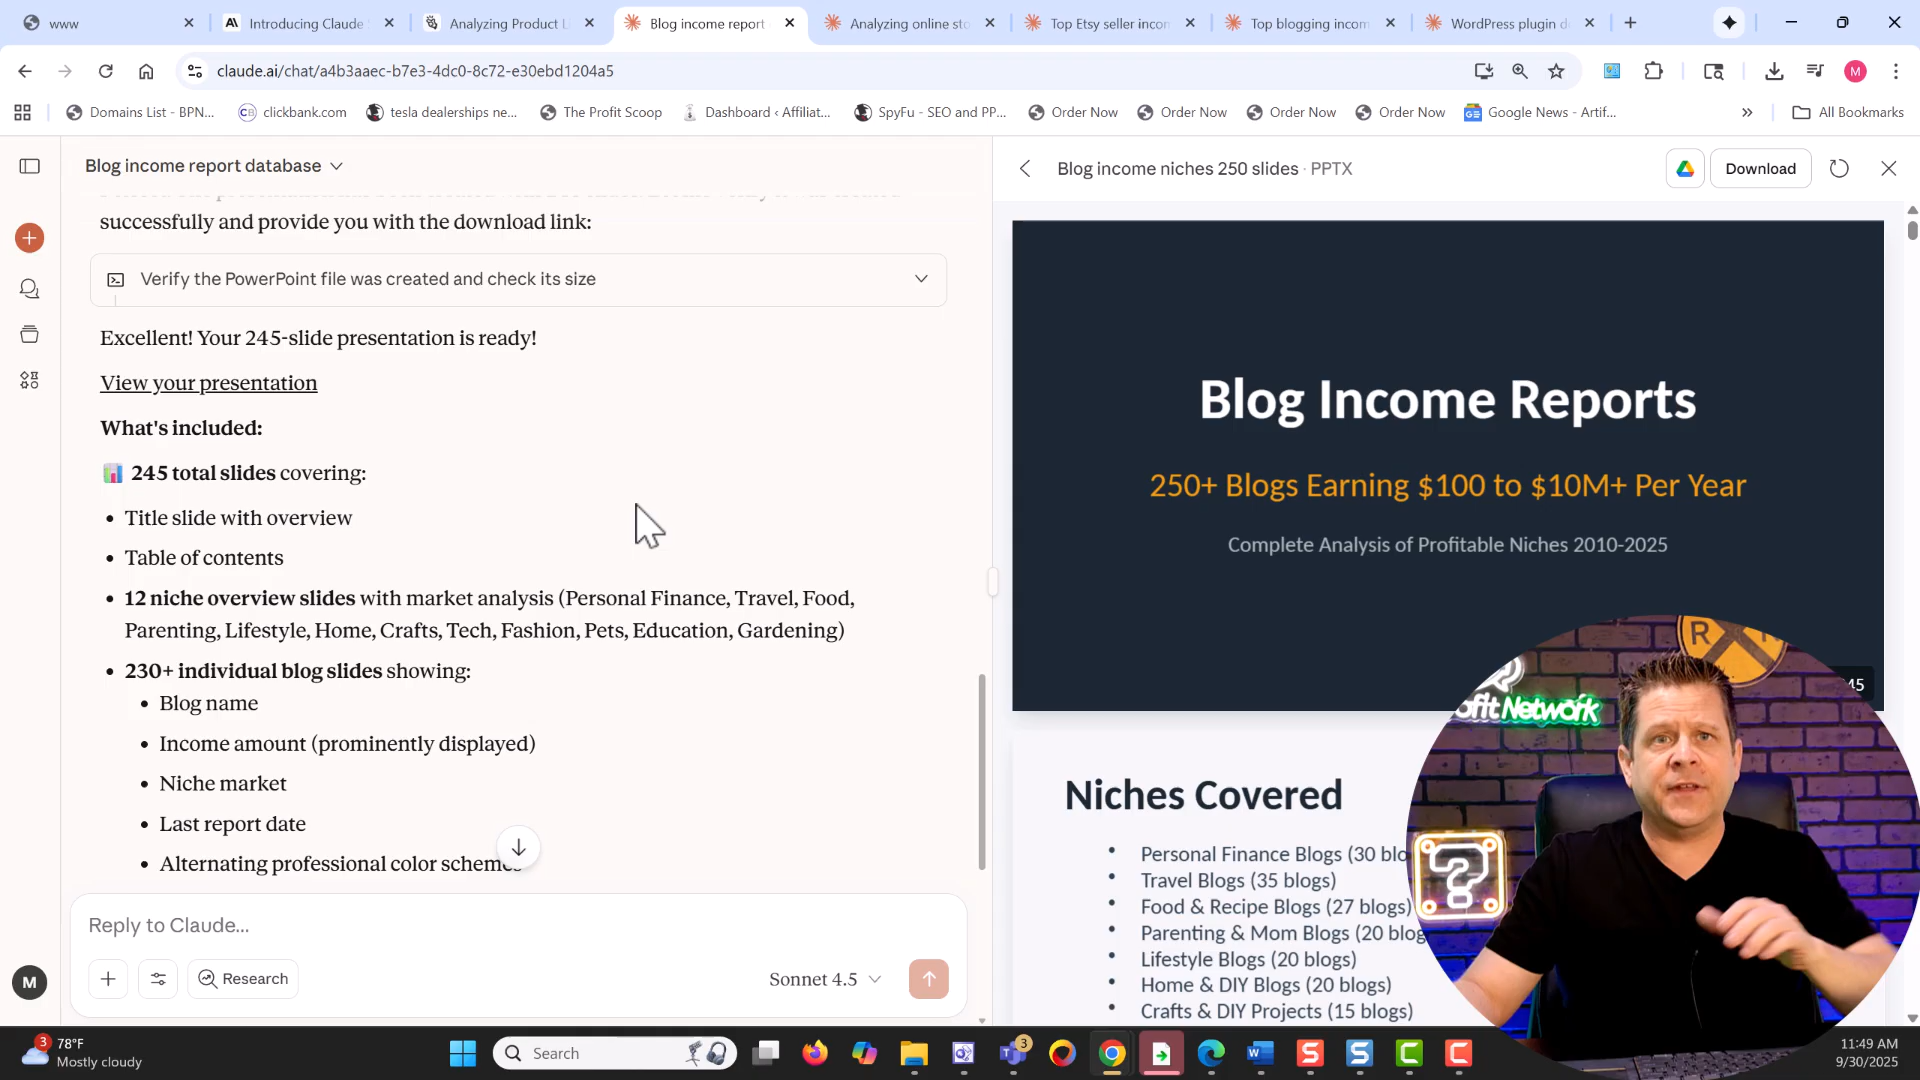 www
Introducing Claude
Analyzing Product L
Blog income report
Analyzing online sto
Top Etsy seller incom
Top blogging incom
WordPress plugin d
claude.ai/chat/a4b3aaec-b7e3-4dc0-8c72-e30ebd1204a5
M
Domains List - BPN...
CB
clickbank.com
tesla dealerships ne...
The Profit Scoop
Dashboard ‹ Affiliat...
SpyFu - SEO and PP...
Order Now
Order Now
Order Now
Order Now
Google News - Artif...
»
All Bookmarks
Blog income report database
successfully and provide you with the download link:
Verify the PowerPoint file was created and check its size
Excellent! Your 245-slide presentation is ready!
View your presentation
What's included:
245 total slides covering:
• Title slide with overview
• Table of contents
• 12 niche overview slides with market analysis (Personal Finance, Travel, Food,
Parenting, Lifestyle, Home, Crafts, Tech, Fashion, Pets, Education, Gardening)
• 230+ individual blog slides showing:
• Blog name
• Income amount (prominently displayed)
• Niche market
• Last report date
• Alternating professional color scheme
Reply to Claude...
Research
Sonnet 4.5
M
Blog income niches 250 slides · PPTX
Download
Blog Income Reports
250+ Blogs Earning $100 to $10M+ Per Year
Complete Analysis of Profitable Niches 2010-2025
45
Niches Covered
• Personal Finance Blogs (30 blo
• Travel Blogs (35 blogs)
• Food & Recipe Blogs (27 blogs)
• Parenting & Mom Blogs (20 blog
• Lifestyle Blogs (20 blogs)
• Home & DIY Blogs (20 blogs)
• Crafts & DIY Projects (15 blogs)
R
ofit Network
?
3
78°F
Mostly cloudy
Search
3
11:49 AM
9/30/2025